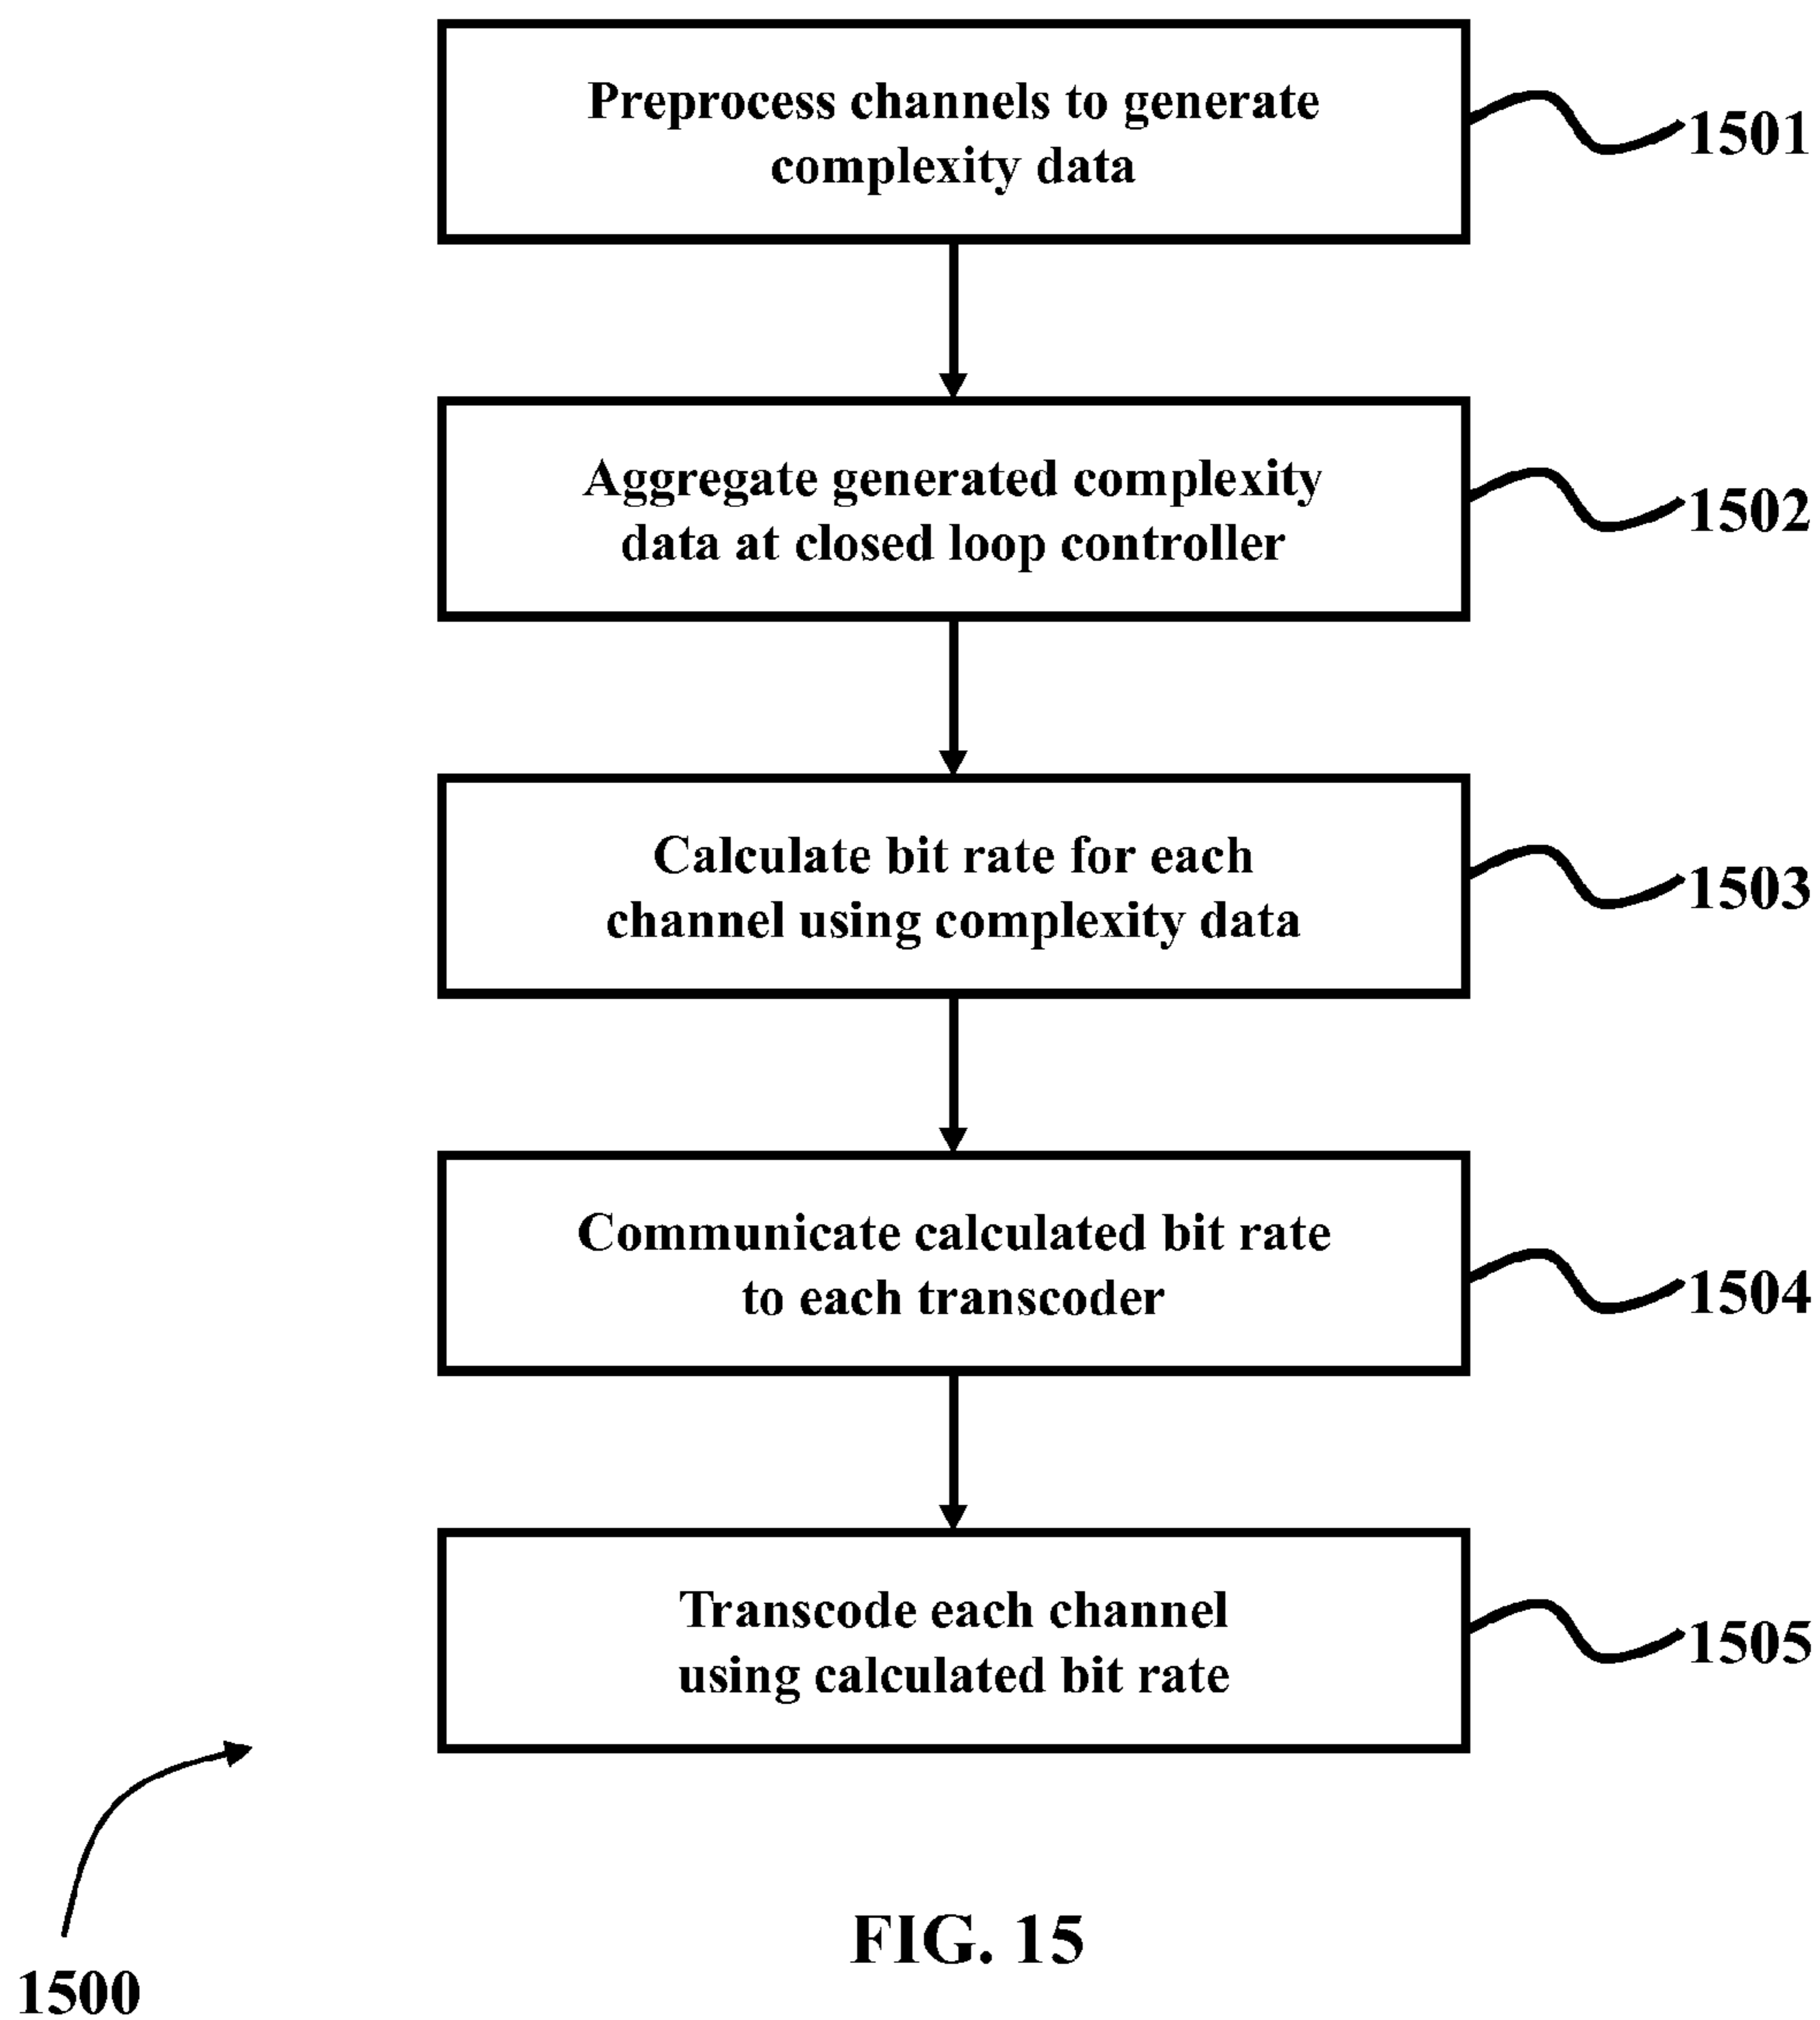 Preprocess channels to generate
complexity data
1501
Aggregate generated complexity
data at closed loop controller
1502
Calculate bit rate for each
channel using complexity data
1503
Communicate calculated bit rate
to each transcoder
1504
Transcode each channel
using calculated bit rate
1505
FIG. 15
1500